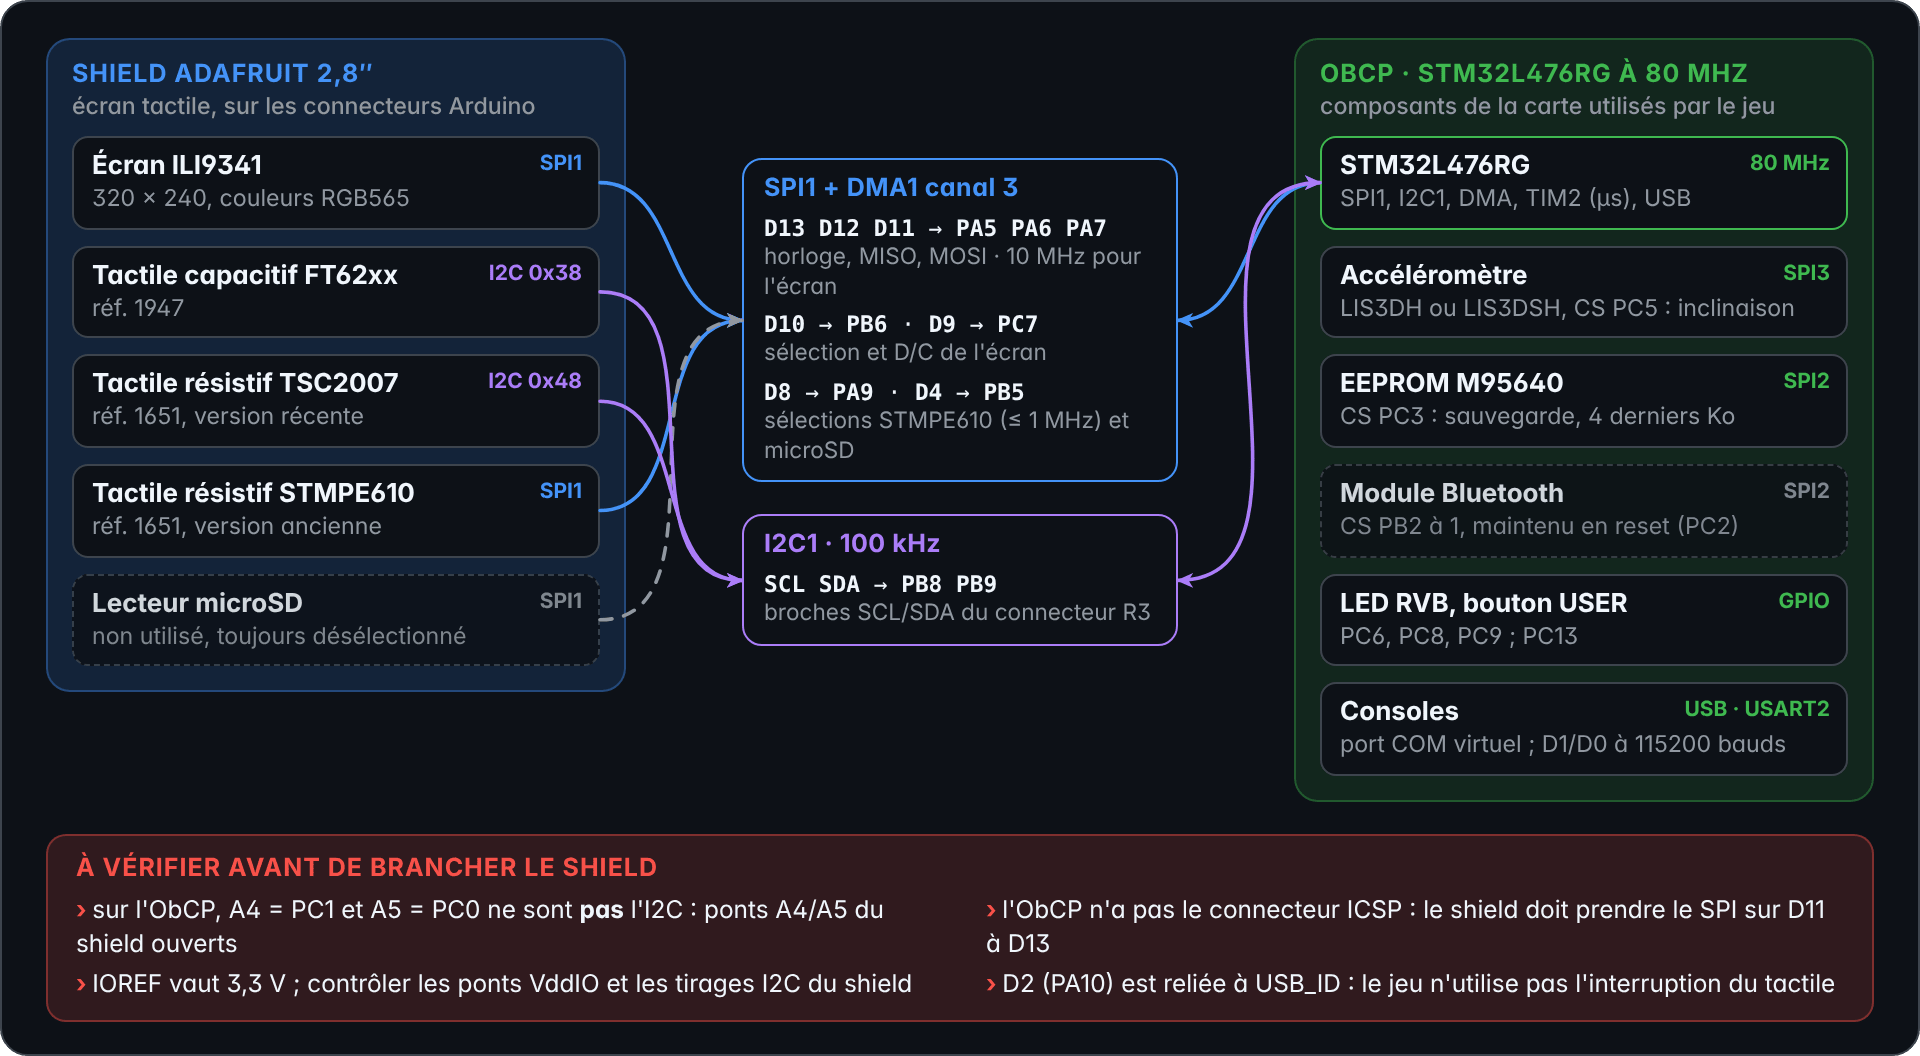 SHIELD ADAFRUIT 2,8″
écran tactile, sur les connecteurs Arduino
Écran ILI9341 SPI1
320 × 240, couleurs RGB565
Tactile capacitif FT62xx I2C 0x38
réf. 1947
Tactile résistif TSC2007 I2C 0x48
réf. 1651, version récente
Tactile résistif STMPE610 SPI1
réf. 1651, version ancienne
Lecteur microSD SPI1
non utilisé, toujours désélectionné
SPI1 + DMA1 canal 3
D13 D12 D11 → PA5 PA6 PA7
horloge, MISO, MOSI · 10 MHz pour
l'écran
D10 → PB6 · D9 → PC7
sélection et D/C de l'écran
D8 → PA9 · D4 → PB5
sélections STMPE610 (≤ 1 MHz) et
microSD
I2C1 · 100 kHz
SCL SDA → PB8 PB9
broches SCL/SDA du connecteur R3
OBCP · STM32L476RG À 80 MHZ
composants de la carte utilisés par le jeu
STM32L476RG 80 MHz
SPI1, I2C1, DMA, TIM2 (µs), USB
Accéléromètre SPI3
LIS3DH ou LIS3DSH, CS PC5 : inclinaison
EEPROM M95640 SPI2
CS PC3 : sauvegarde, 4 derniers Ko
Module Bluetooth SPI2
CS PB2 à 1, maintenu en reset (PC2)
LED RVB, bouton USER GPIO
PC6, PC8, PC9 ; PC13
Consoles USB · USART2
port COM virtuel ; D1/D0 à 115200 bauds
À VÉRIFIER AVANT DE BRANCHER LE SHIELD
› sur l'ObCP, A4 = PC1 et A5 = PC0 ne sont pas l'I2C : ponts A4/A5 du
shield ouverts
› IOREF vaut 3,3 V ; contrôler les ponts VddIO et les tirages I2C du shield
› l'ObCP n'a pas le connecteur ICSP : le shield doit prendre le SPI sur D11
à D13
› D2 (PA10) est reliée à USB_ID : le jeu n'utilise pas l'interruption du tactile